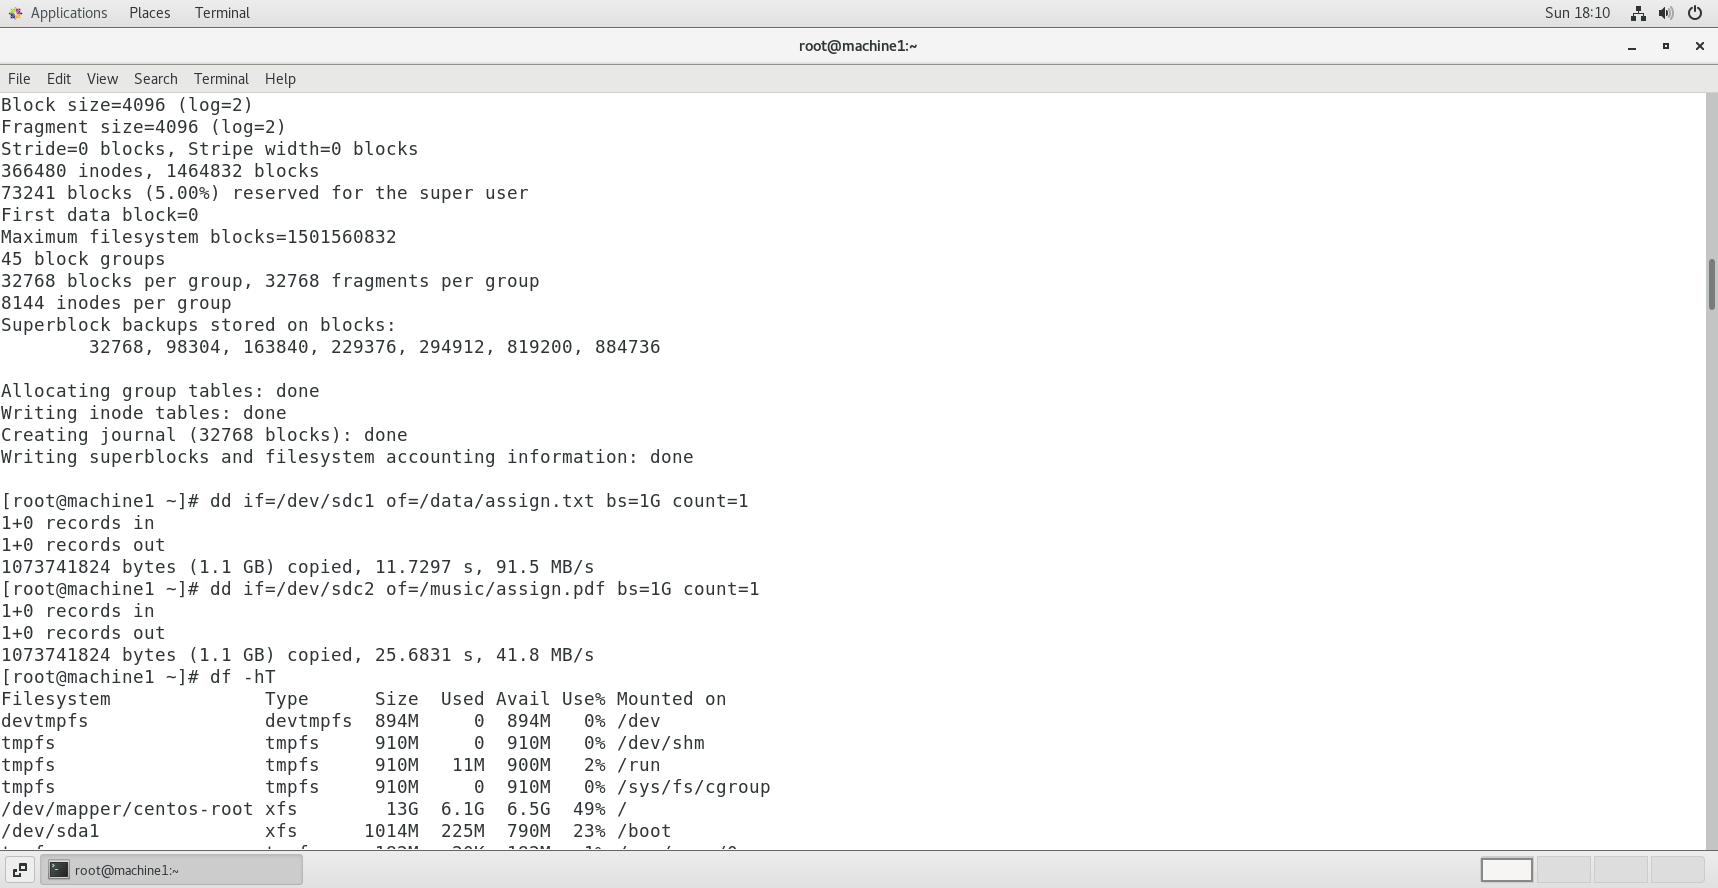 Applications Places Terminal Sun 18:10
root@machine1:~
File Edit View Search Terminal Help
Block size=4096 (log=2)
Fragment size=4096 (log=2)
Stride=0 blocks, Stripe width=0 blocks
366480 inodes, 1464832 blocks
73241 blocks (5.00%) reserved for the super user
First data block=0
Maximum filesystem blocks=1501560832
45 block groups
32768 blocks per group, 32768 fragments per group
8144 inodes per group
Superblock backups stored on blocks:
        32768, 98304, 163840, 229376, 294912, 819200, 884736
Allocating group tables: done
Writing inode tables: done
Creating journal (32768 blocks): done
Writing superblocks and filesystem accounting information: done
[root@machine1 ~]# dd if=/dev/sdc1 of=/data/assign.txt bs=1G count=1
1+0 records in
1+0 records out
1073741824 bytes (1.1 GB) copied, 11.7297 s, 91.5 MB/s
[root@machine1 ~]# dd if=/dev/sdc2 of=/music/assign.pdf bs=1G count=1
1+0 records in
1+0 records out
1073741824 bytes (1.1 GB) copied, 25.6831 s, 41.8 MB/s
[root@machine1 ~]# df -hT
Filesystem              Type      Size  Used Avail Use% Mounted on
devtmpfs                devtmpfs  894M     0  894M   0% /dev
tmpfs                   tmpfs     910M     0  910M   0% /dev/shm
tmpfs                   tmpfs     910M   11M  900M   2% /run
tmpfs                   tmpfs     910M     0  910M   0% /sys/fs/cgroup
/dev/mapper/centos-root xfs        13G  6.1G  6.5G  49% /
/dev/sda1               xfs      1014M  225M  790M  23% /boot
root@machine1:~